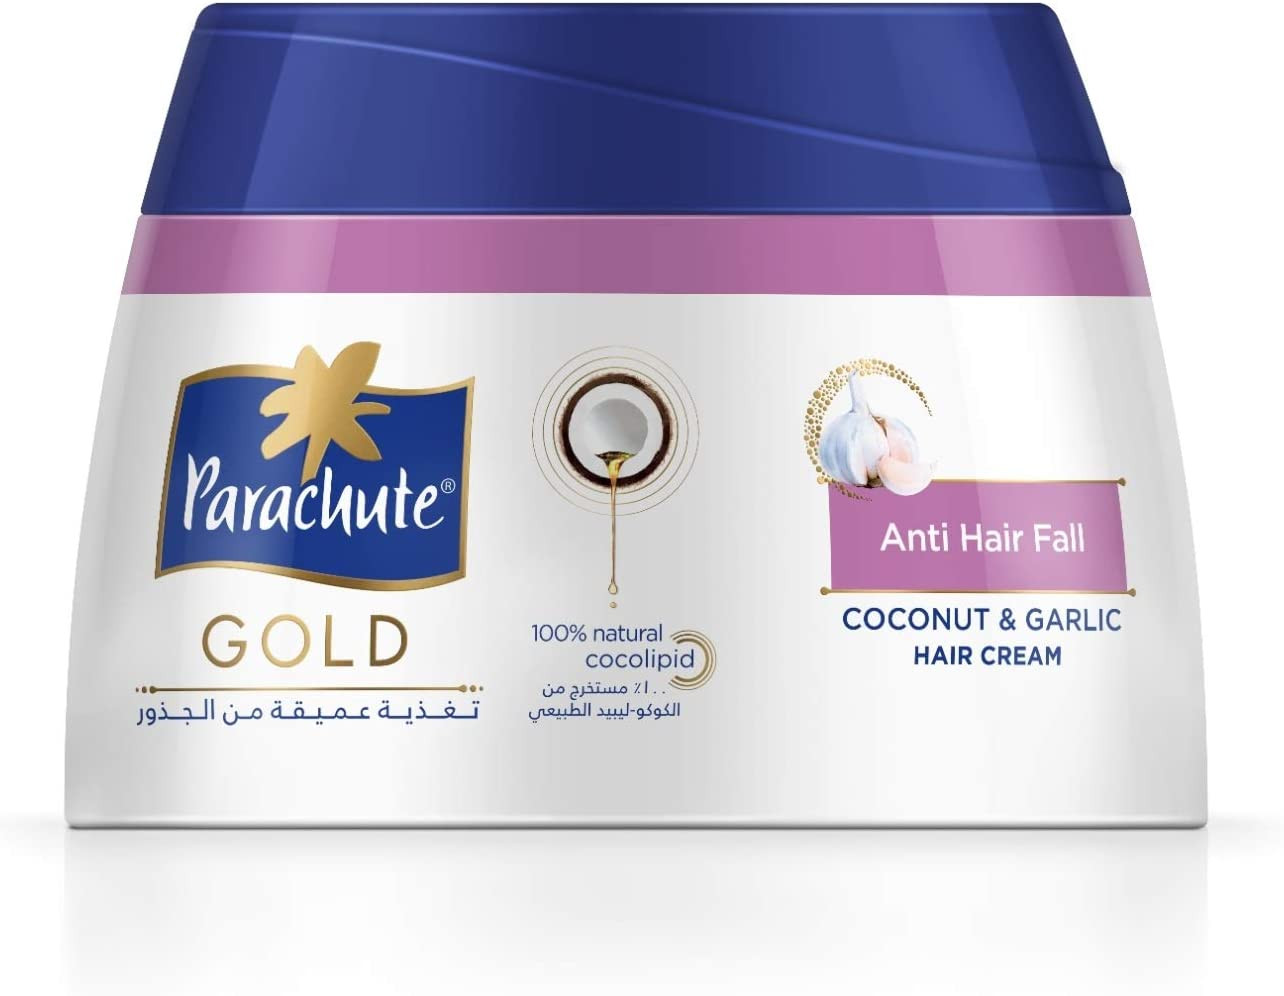 Parachute®
GOLD
تغذية عميقة من الجذور
100% natural
cocolipid
١٠٠٪ مستخرج من
الكوكو-ليبيد الطبيعي
Anti Hair Fall
COCONUT & GARLIC
HAIR CREAM